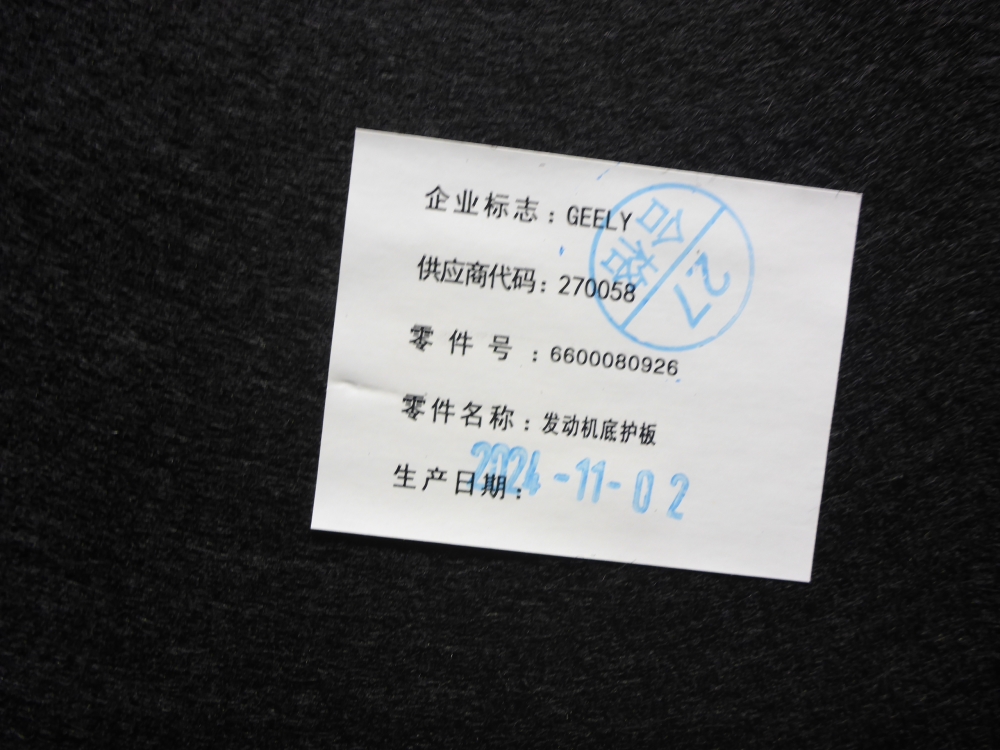 企业标志：GEELY
供应商代码：270058
零件号：6600080926
零件名称：发动机底护板
生产日期：2024-11-02
合格
27